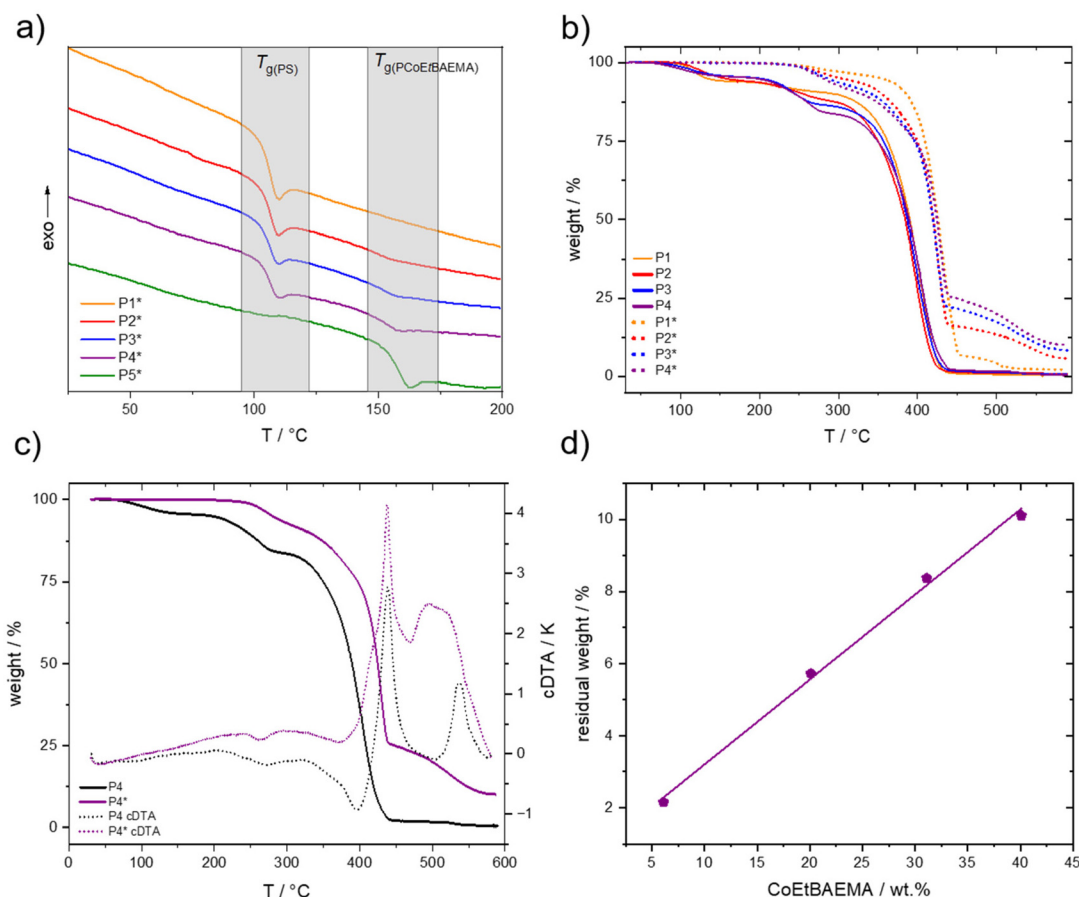 a)
T g(PS)
T g(PCoEtBAEMA)
exo
P1*
P2*
P3*
P4*
P5*
50
100
150
200
T / °C
b)
100
75
50
25
0
weight / %
P1
P2
P3
P4
P1*
P2*
P3*
P4*
100
200
300
400
500
T / °C
c)
100
75
50
25
0
weight / %
4
3
2
1
0
−1
cDTA / K
P4
P4*
P4 cDTA
P4* cDTA
0
100
200
300
400
500
600
T / °C
d)
10
8
6
4
2
residual weight / %
5
10
15
20
25
30
35
40
45
CoEtBAEMA / wt.%